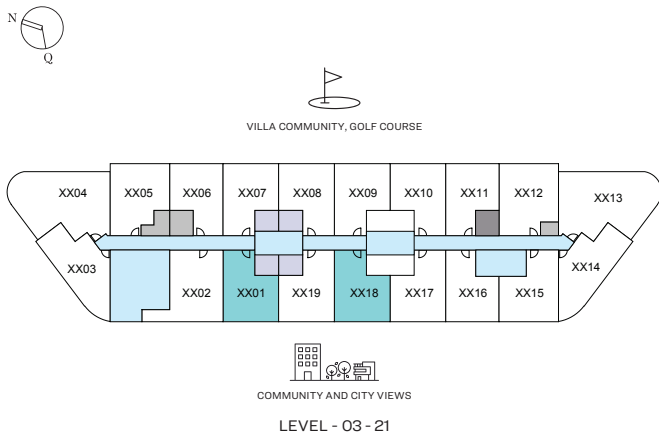 N
Q
VILLA COMMUNITY, GOLF COURSE
XX04 XX05 XX06 XX07 XX08 XX09 XX10 XX11 XX12 XX13
XX03 XX14
XX02 XX01 XX19 XX18 XX17 XX16 XX15
COMMUNITY AND CITY VIEWS
LEVEL - 03 - 21